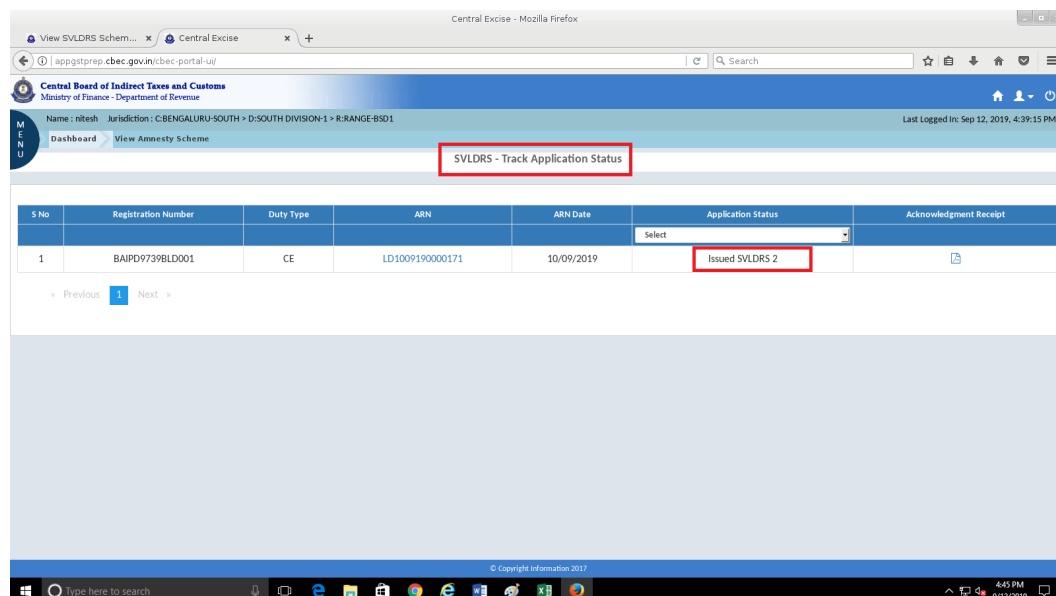 Central Excise - Mozilla Firefox
View SVLDRS Schem... × Central Excise × +
appgstprep.cbec.gov.in/cbec-portal-ui/ Search
Central Board of Indirect Taxes and Customs
Ministry of Finance - Department of Revenue
MENU
Name : nitesh Jurisdiction : C:BENGALURU-SOUTH > D:SOUTH DIVISION-1 > R:RANGE-BSD1 Last Logged In: Sep 12, 2019, 4:39:15 PM
Dashboard View Amnesty Scheme
SVLDRS - Track Application Status
S No Registration Number Duty Type ARN ARN Date Application Status Acknowledgment Receipt
Select
1 BAIPD9739BLD001 CE LD1009190000171 10/09/2019 Issued SVLDRS 2
« Previous 1 Next »
© Copyright Information 2017
Type here to search 4:45 PM